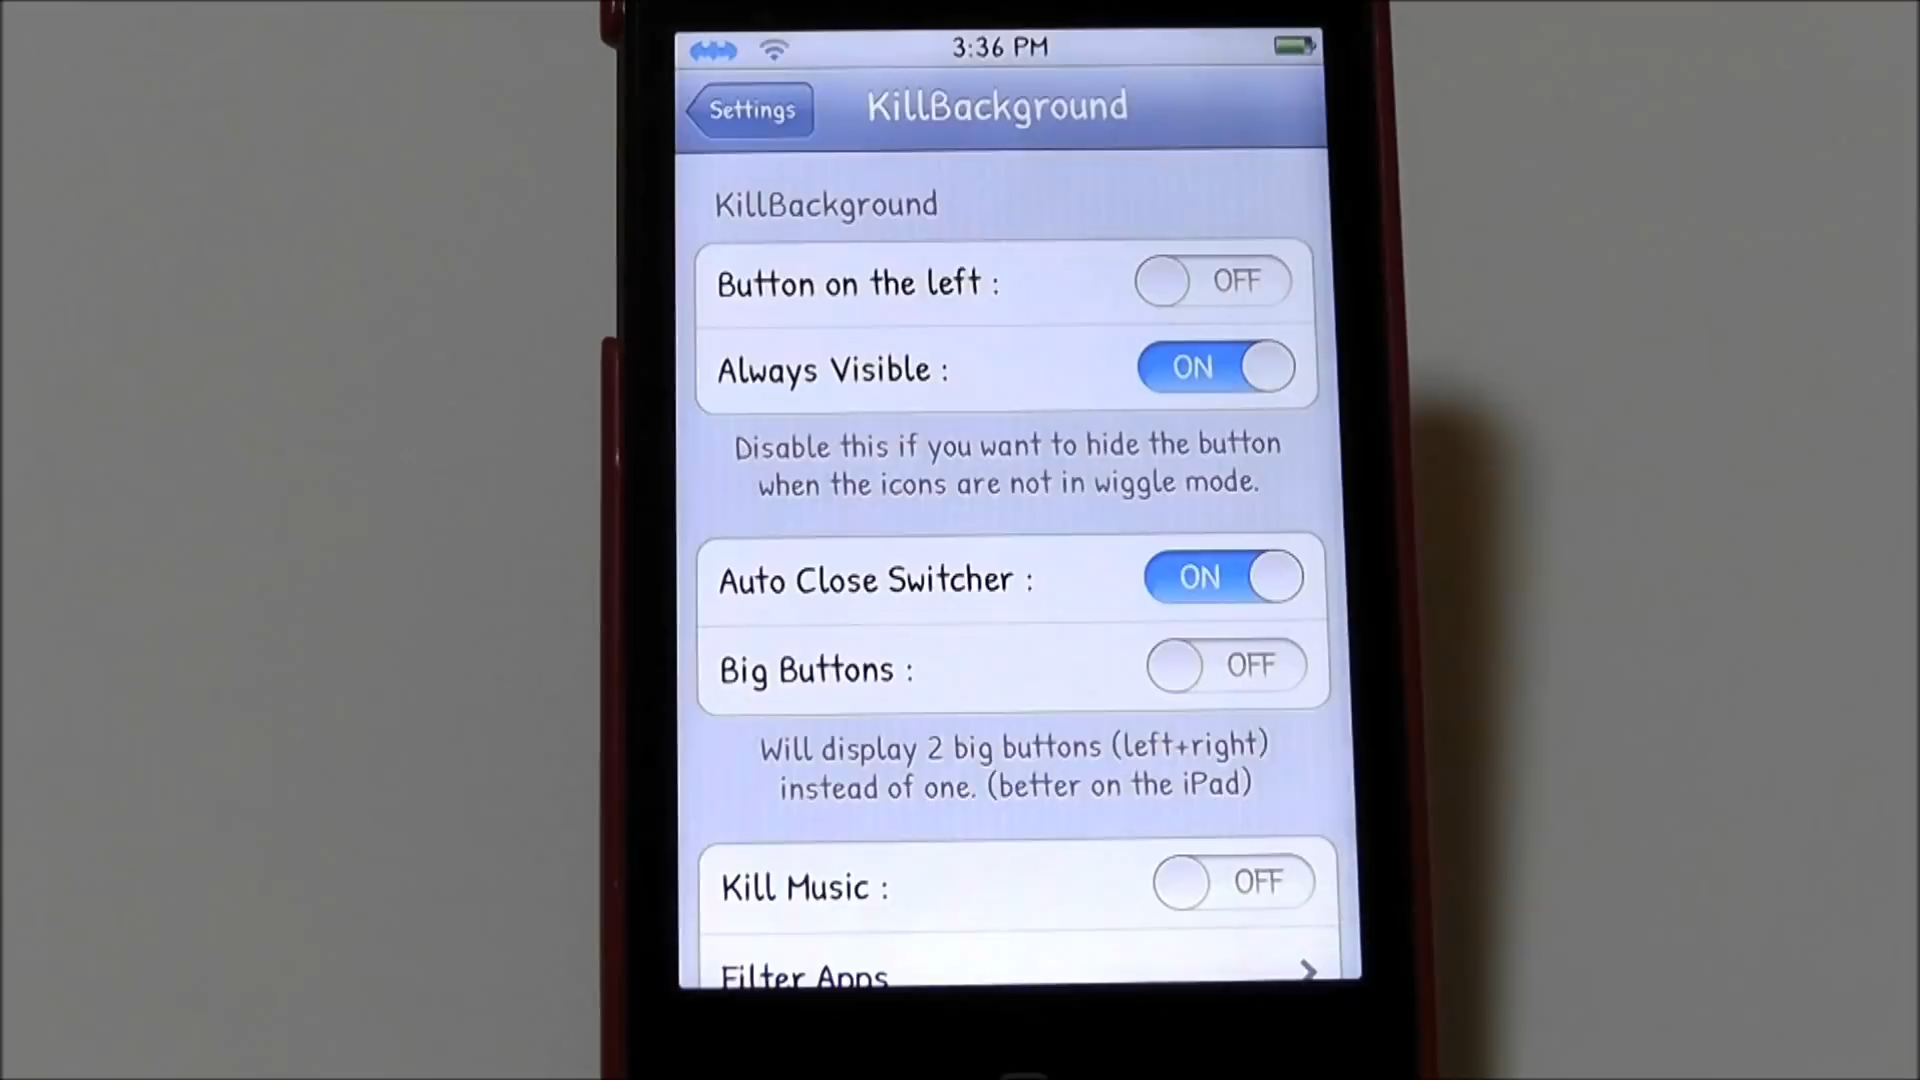 3:36 PM
Settings
KillBackground
KillBackground
Button on the left :
OFF
Always Visible :
ON
Disable this if you want to hide the button
when the icons are not in wiggle mode.
Auto Close Switcher :
ON
Big Buttons :
OFF
Will display 2 big buttons (left+right)
instead of one. (better on the iPad)
Kill Music :
OFF
Filter Apps